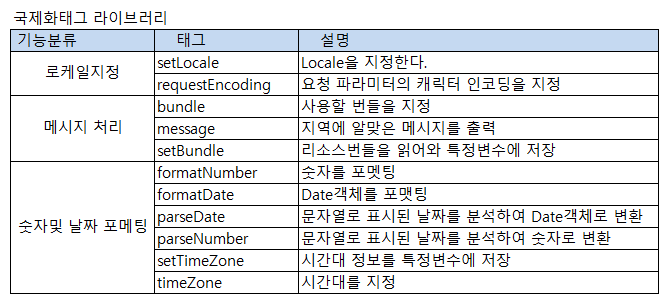 국제화태그 라이브러리
기능분류 태그 설명
로케일지정 setLocale Locale을 지정한다.
requestEncoding 요청 파라미터의 캐릭터 인코딩을 지정
메시지 처리 bundle 사용할 번들을 지정
message 지역에 알맞은 메시지를 출력
setBundle 리소스번들을 읽어와 특정변수에 저장
숫자및 날짜 포메팅 formatNumber 숫자를 포멧팅
formatDate Date객체를 포맷팅
parseDate 문자열로 표시된 날짜를 분석하여 Date객체로 변환
parseNumber 문자열로 표시된 날짜를 분석하여 숫자로 변환
setTimeZone 시간대 정보를 특정변수에 저장
timeZone 시간대를 지정